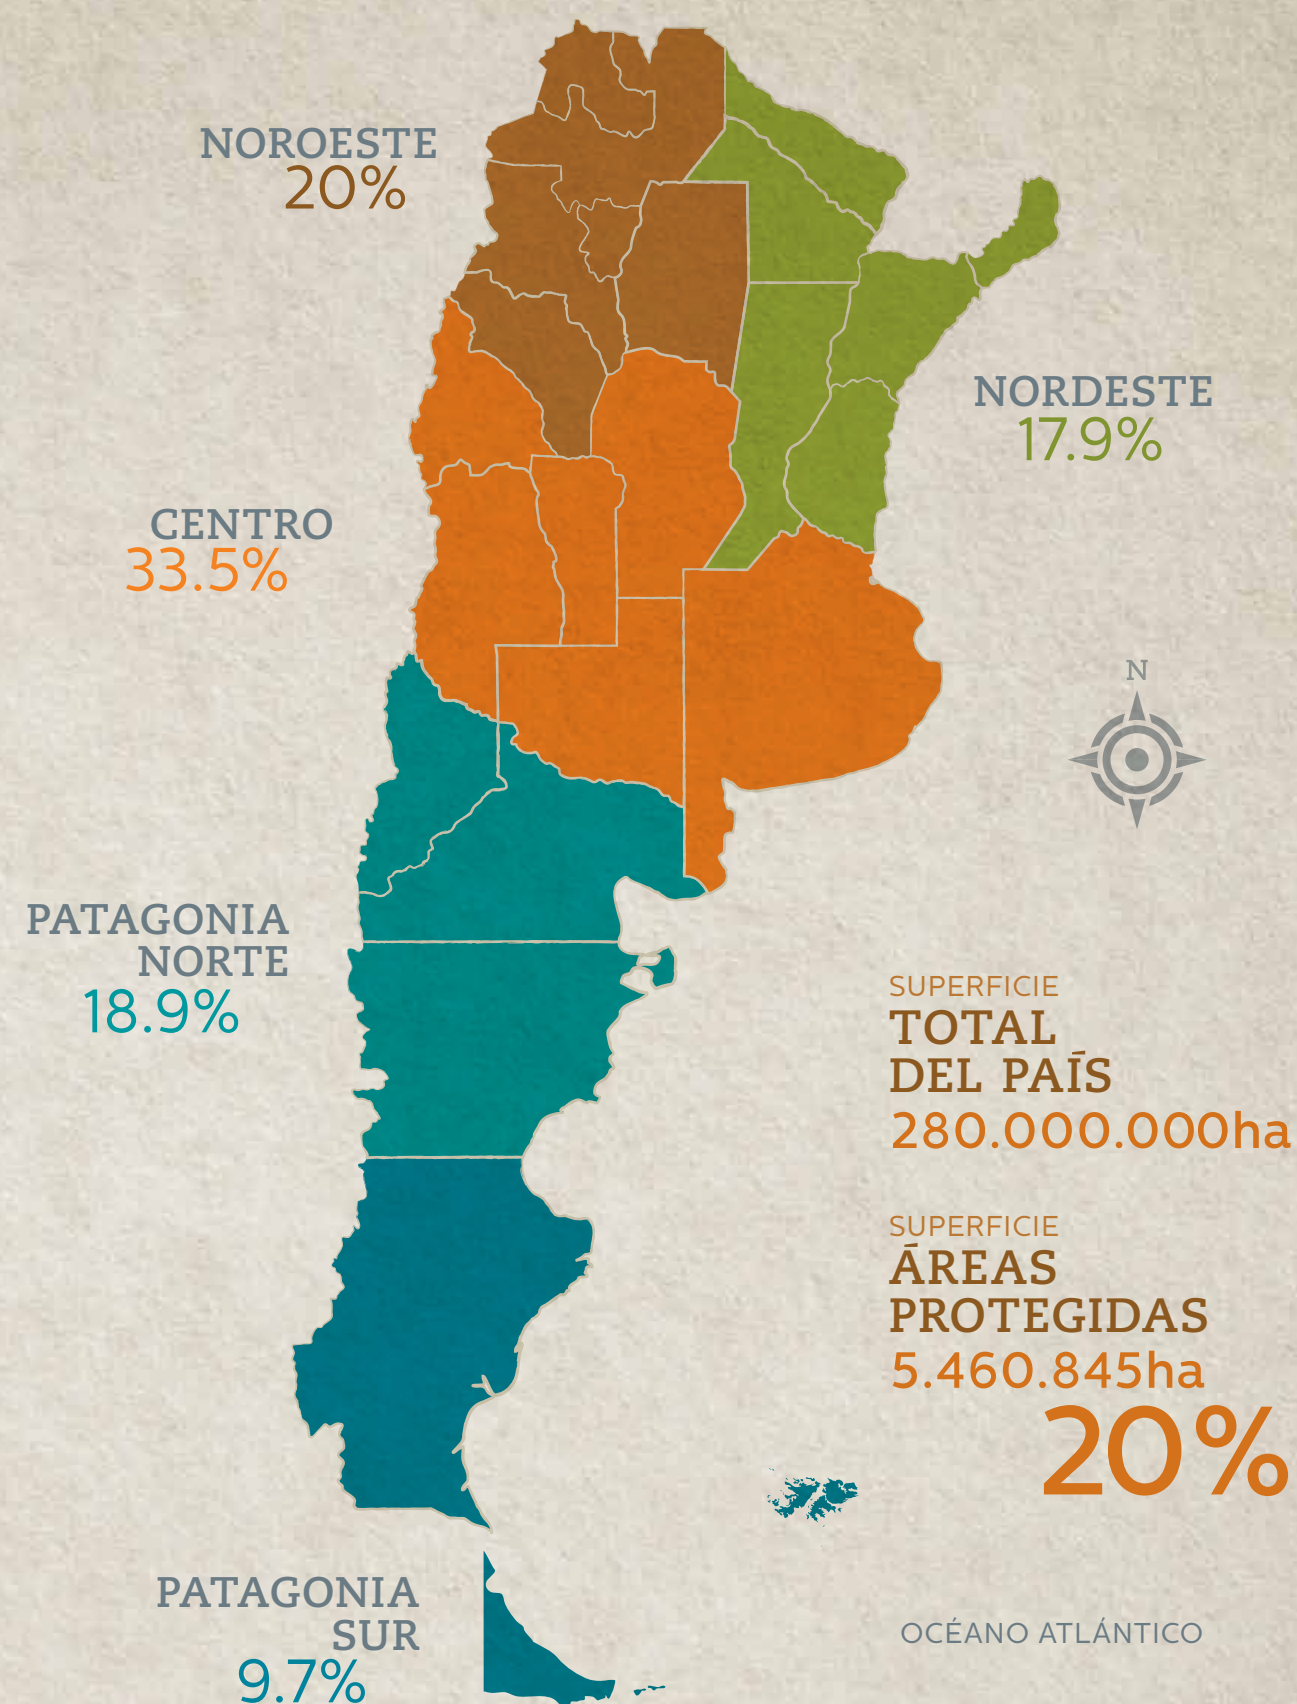 NOROESTE
20%
NORDESTE
17.9%
CENTRO
33.5%
N
PATAGONIA
NORTE
18.9%
SUPERFICIE
TOTAL
DEL PAÍS
280.000.000ha
SUPERFICIE
ÁREAS
PROTEGIDAS
5.460.845ha
20%
PATAGONIA
SUR
9.7%
OCÉANO ATLÁNTICO